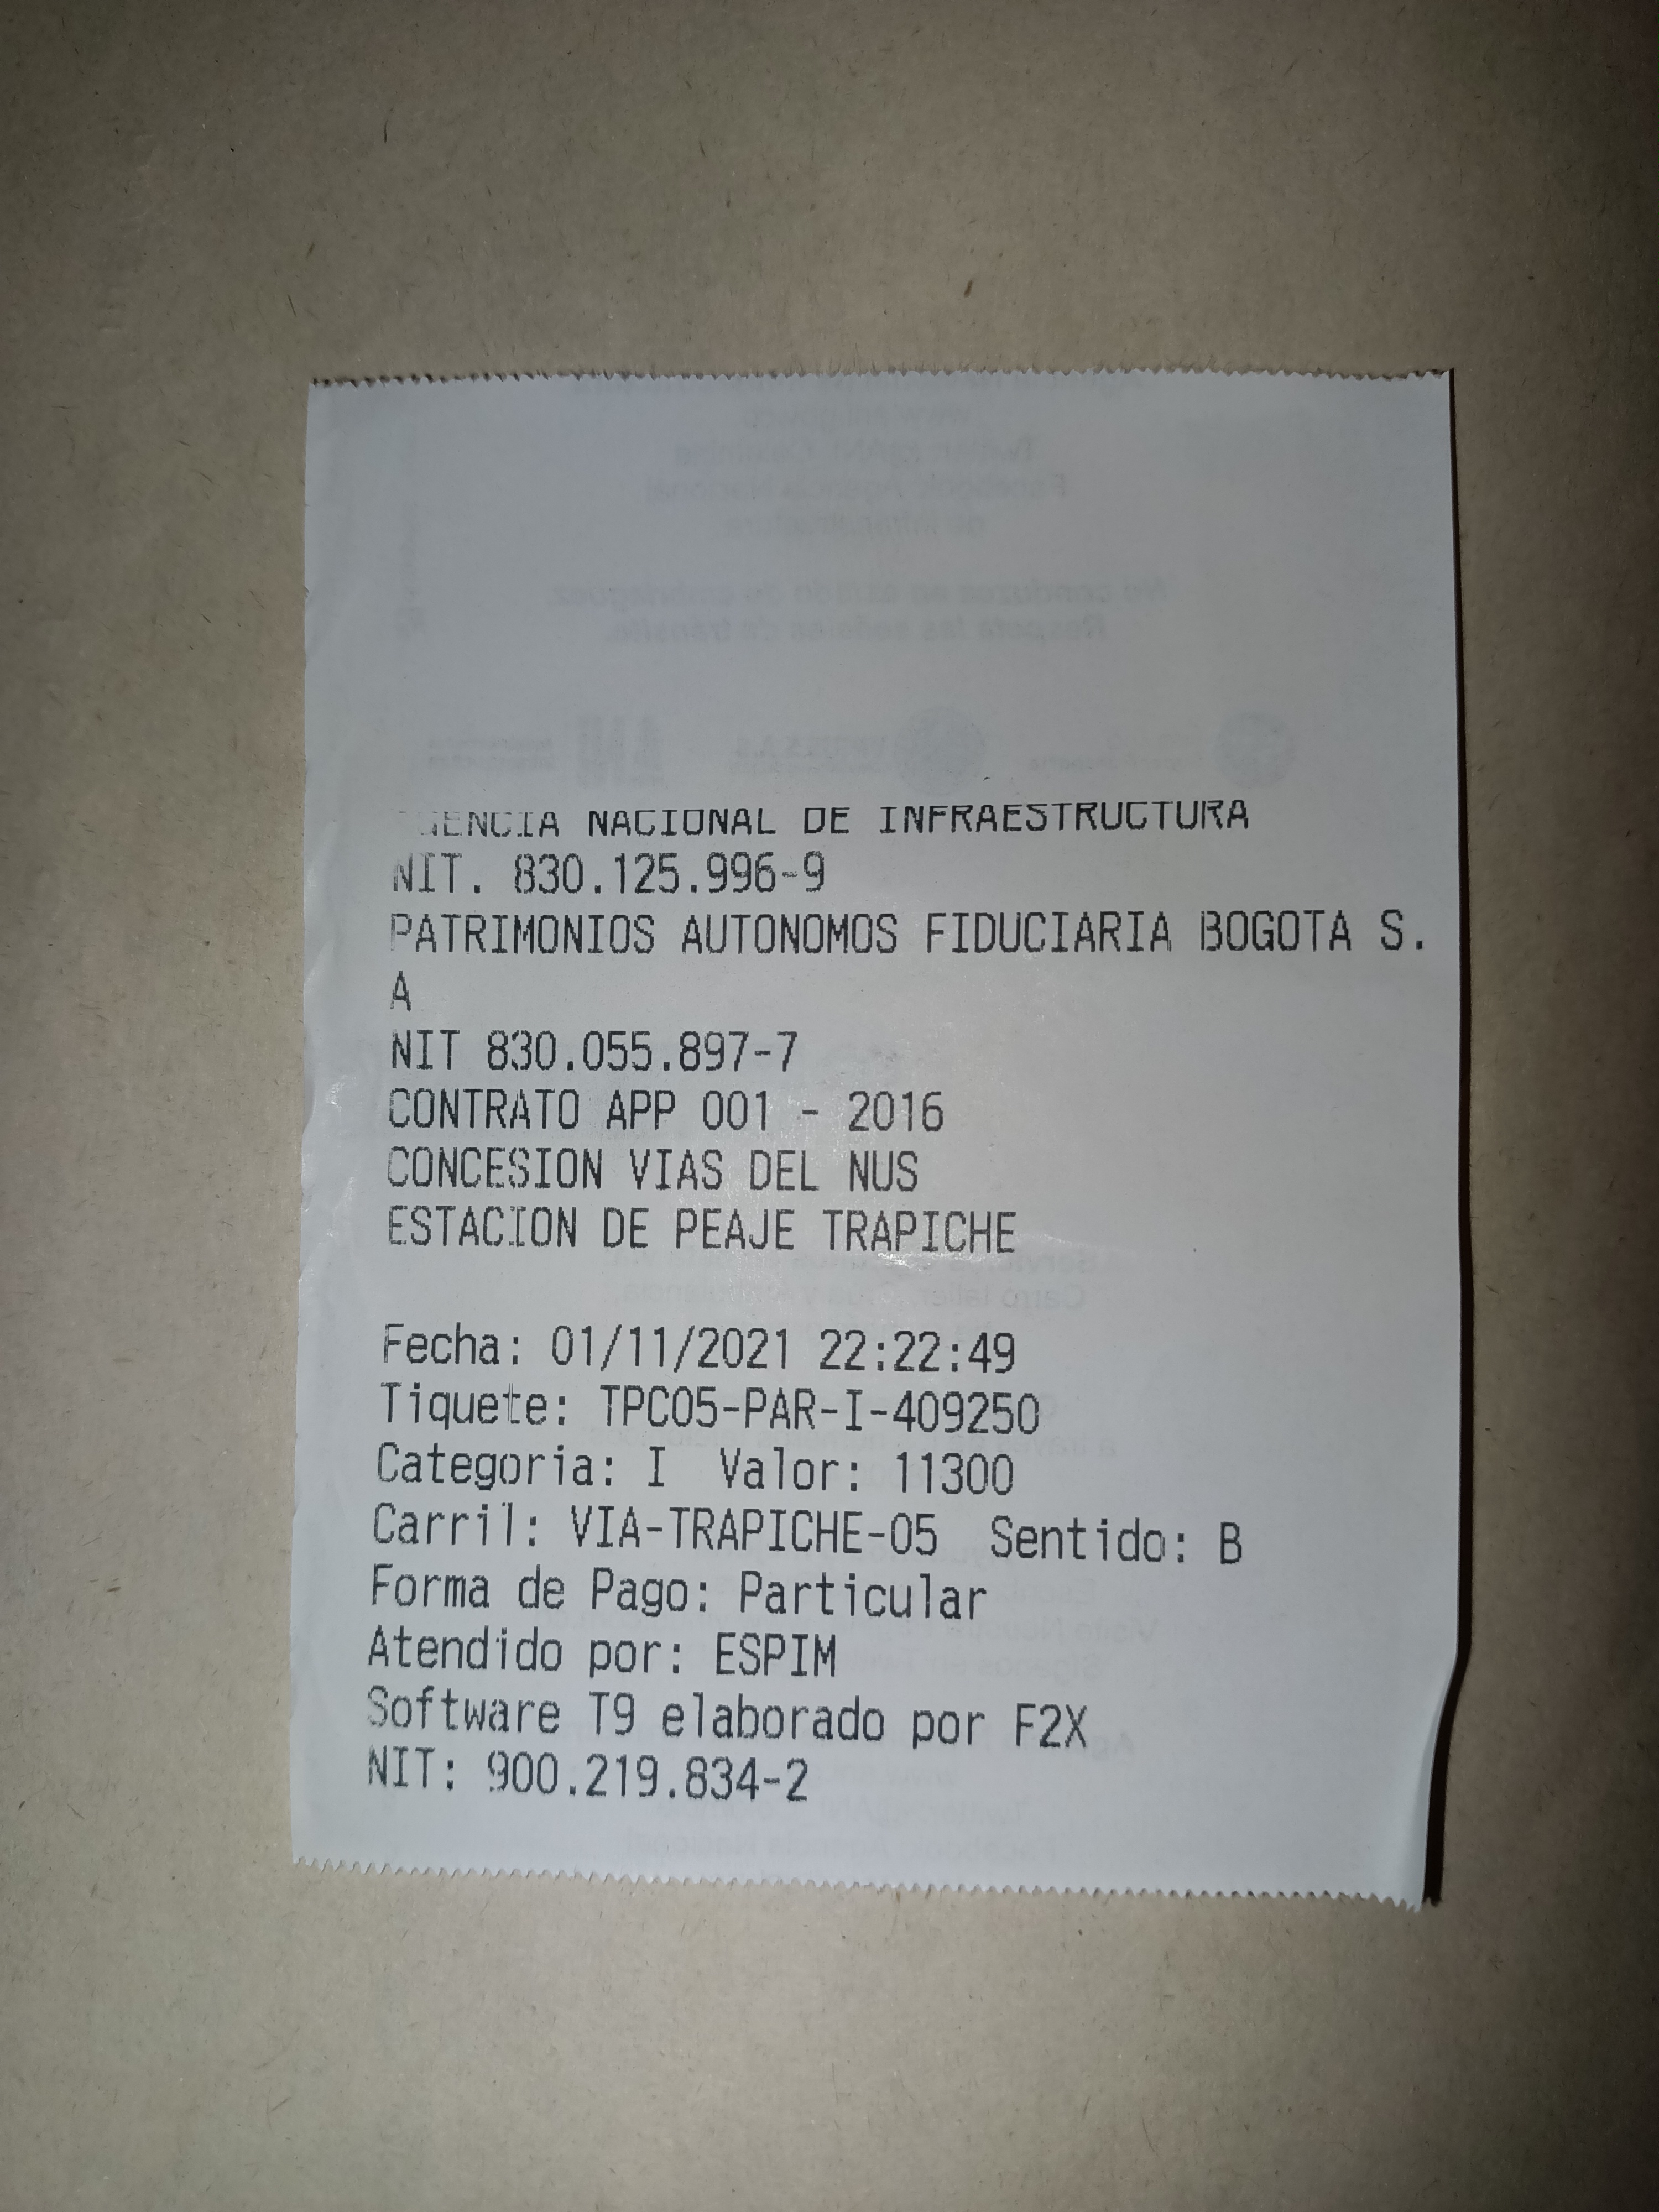 AGENCIA NACIONAL DE INFRAESTRUCTURA
NIT. 830.125.996-9
PATRIMONIOS AUTONOMOS FIDUCIARIA BOGOTA S.
A
NIT 830.055.897-7
CONTRATO APP 001 - 2016
CONCESION VIAS DEL NUS
ESTACION DE PEAJE TRAPICHE
Fecha: 01/11/2021 22:22:49
Tiquete: TPC05-PAR-I-409250
Categoria: I Valor: 11300
Carril: VIA-TRAPICHE-05 Sentido: B
Forma de Pago: Particular
Atendido por: ESPIM
Software T9 elaborado por F2X
NIT: 900.219.834-2